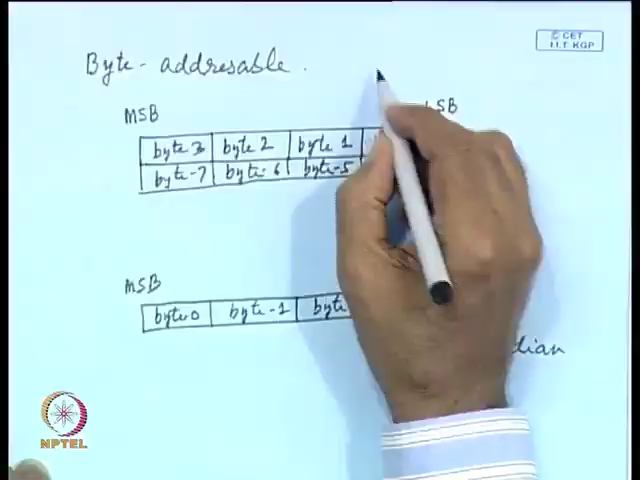 © CET
I.I.T. KGP
Byte-addresable.
MSB LSB
byte 3 byte 2 byte 1
byte-7 byte-6 byte-5
MSB
byte-0 byte-1 byte
dian
NPTEL